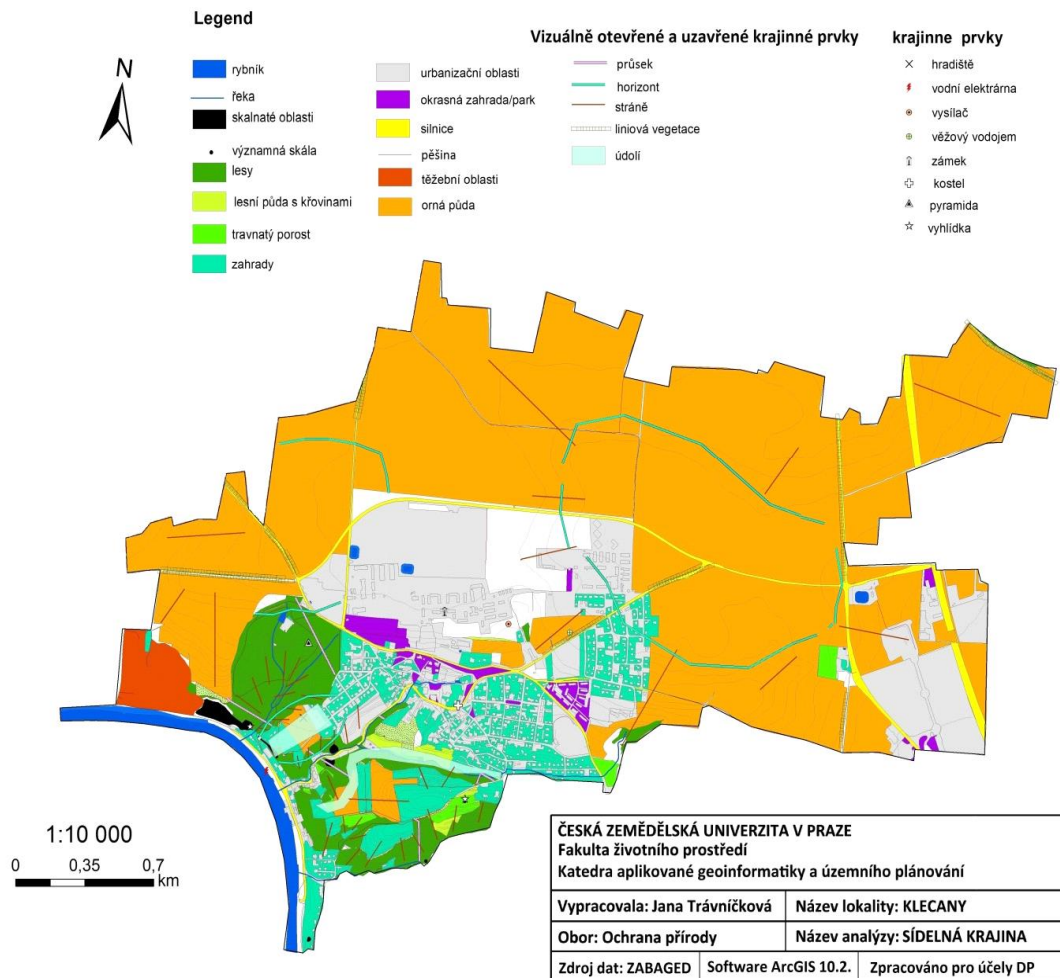 Legend
N
rybník
řeka
skalnaté oblasti
významná skála
lesy
lesní půda s křovinami
travnatý porost
zahrady
urbanizační oblasti
okrasná zahrada/park
silnice
pěšina
těžební oblasti
orná půda
Vizuálně otevřené a uzavřené krajinné prvky
průsek
horizont
stráně
liniová vegetace
údolí
krajinne prvky
hradiště
vodní elektrárna
vysílač
věžový vodojem
zámek
kostel
pyramida
vyhlídka
1:10 000
0 0,35 0,7
km
ČESKÁ ZEMĚDĚLSKÁ UNIVERZITA V PRAZE
Fakulta životního prostředí
Katedra aplikované geoinformatiky a územního plánování
Vypracovala: Jana Trávníčková
Název lokality: KLECANY
Obor: Ochrana přírody
Název analýzy: SÍDELNÁ KRAJINA
Zdroj dat: ZABAGED
Software ArcGIS 10.2.
Zpracováno pro účely DP